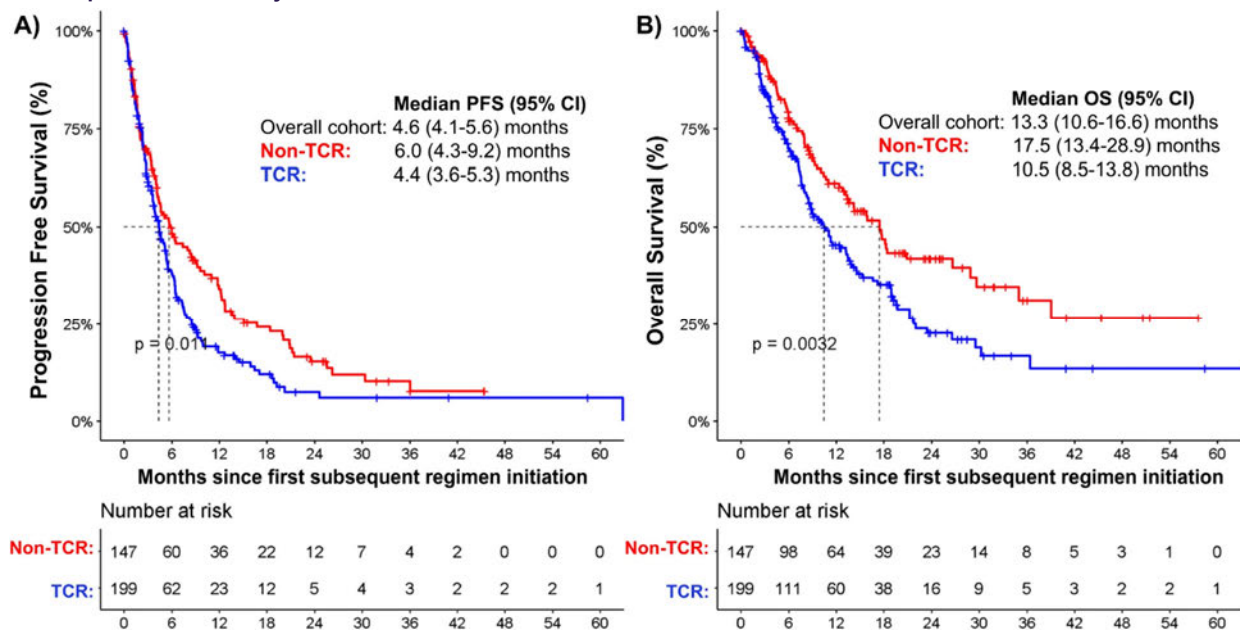 A)
Progression Free Survival (%)
100%
75%
50%
25%
0%
Median PFS (95% CI)
Overall cohort: 4.6 (4.1-5.6) months
Non-TCR: 6.0 (4.3-9.2) months
TCR: 4.4 (3.6-5.3) months
0 6 12 18 24 30 36 42 48 54 60
Months since first subsequent regimen initiation
Number at risk
Non-TCR: 147 60 36 22 12 7 4 2 0 0 0
TCR: 199 62 23 12 5 4 3 2 2 2 1
0 6 12 18 24 30 36 42 48 54 60
B)
Overall Survival (%)
100%
75%
50%
25%
0%
Median OS (95% CI)
Overall cohort: 13.3 (10.6-16.6) months
Non-TCR: 17.5 (13.4-28.9) months
TCR: 10.5 (8.5-13.8) months
p = 0.0032
0 6 12 18 24 30 36 42 48 54 60
Months since first subsequent regimen initiation
Number at risk
Non-TCR: 147 98 64 39 23 14 8 5 3 1 0
TCR: 199 111 60 38 16 9 5 3 2 2 1
0 6 12 18 24 30 36 42 48 54 60